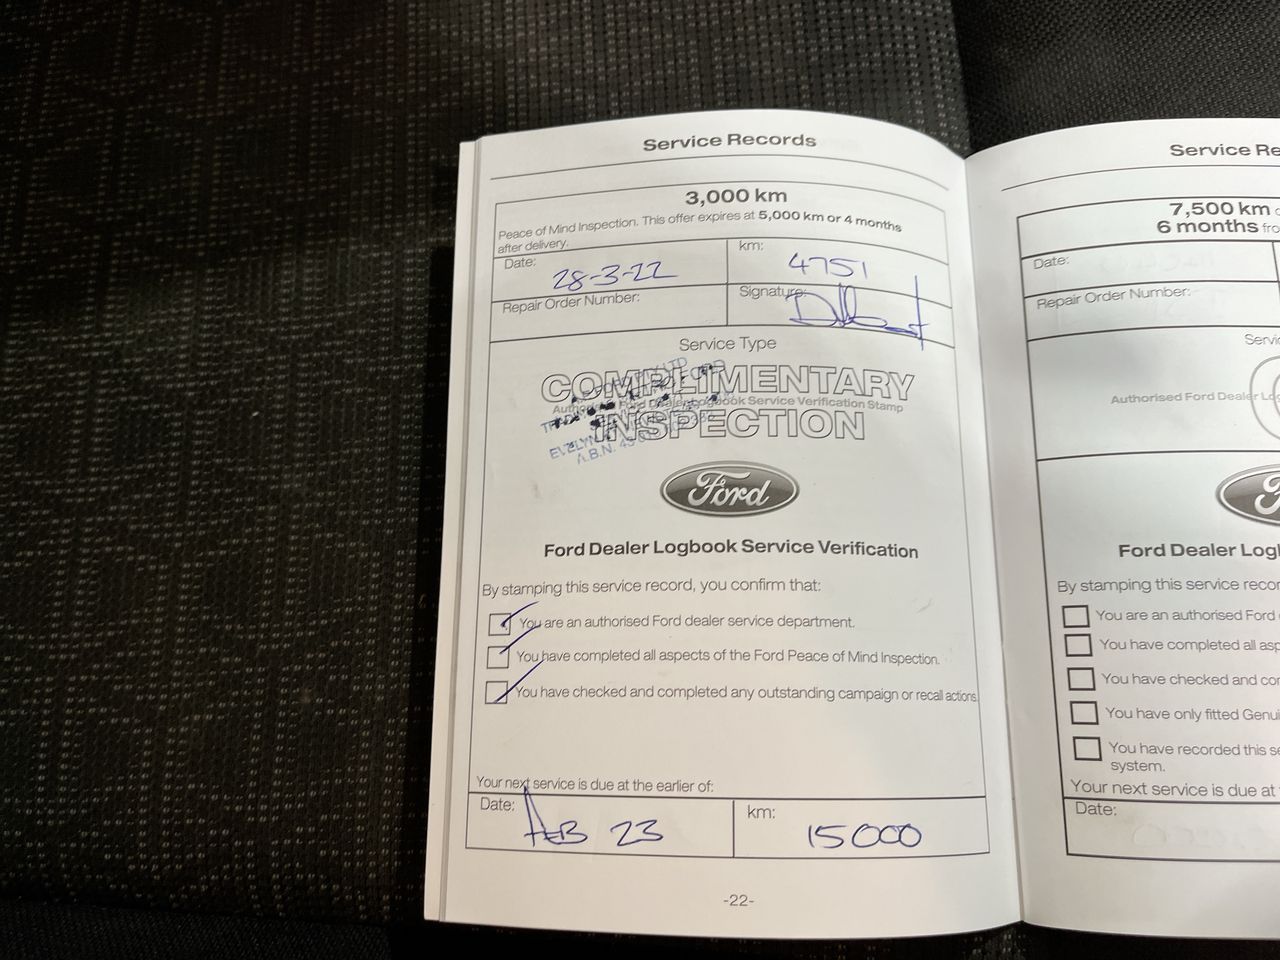 Service Records
3,000 km
Peace of Mind Inspection. This offer expires at 5,000 km or 4 months
after delivery.
Date: 28-3-22
km: 4751
Repair Order Number:
Signature:
Service Type
COMPLIMENTARY
Authorised Ford Dealer Logbook Service Verification Stamp
INSPECTION
A.B.N.
Ford
Ford Dealer Logbook Service Verification
By stamping this service record, you confirm that:
You are an authorised Ford dealer service department.
You have completed all aspects of the Ford Peace of Mind Inspection.
You have checked and completed any outstanding campaign or recall actions.
Your next service is due at the earlier of:
Date: FEB 23
km: 15000
-22-
Service Re
7,500 km
6 months fro
Date:
Repair Order Number:
Servi
Authorised Ford Dealer Log
Ford Dealer Log
By stamping this service recor
You are an authorised Ford
You have completed all asp
You have checked and co
You have only fitted Genui
You have recorded this se
system.
Your next service is due at
Date: